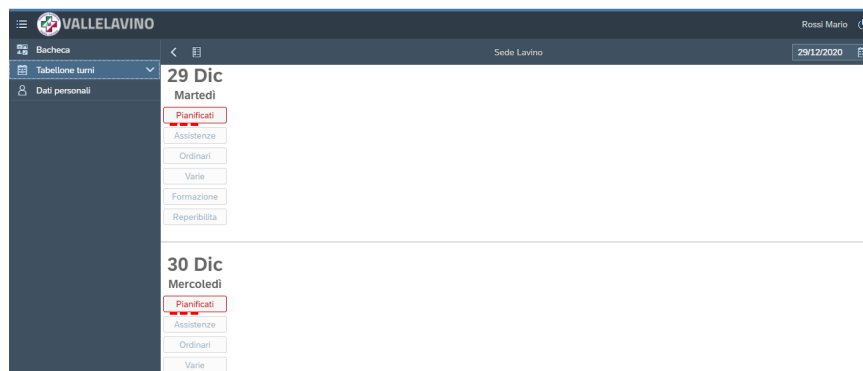 VALLELAVINO
Rossi Mario
Bacheca
Tabellone turni
Dati personali
Sede Lavino
29/12/2020
29 Dic
Martedì
Pianificati
Assistenze
Ordinari
Varie
Formazione
Reperibilita
30 Dic
Mercoledì
Pianificati
Assistenze
Ordinari
Varie